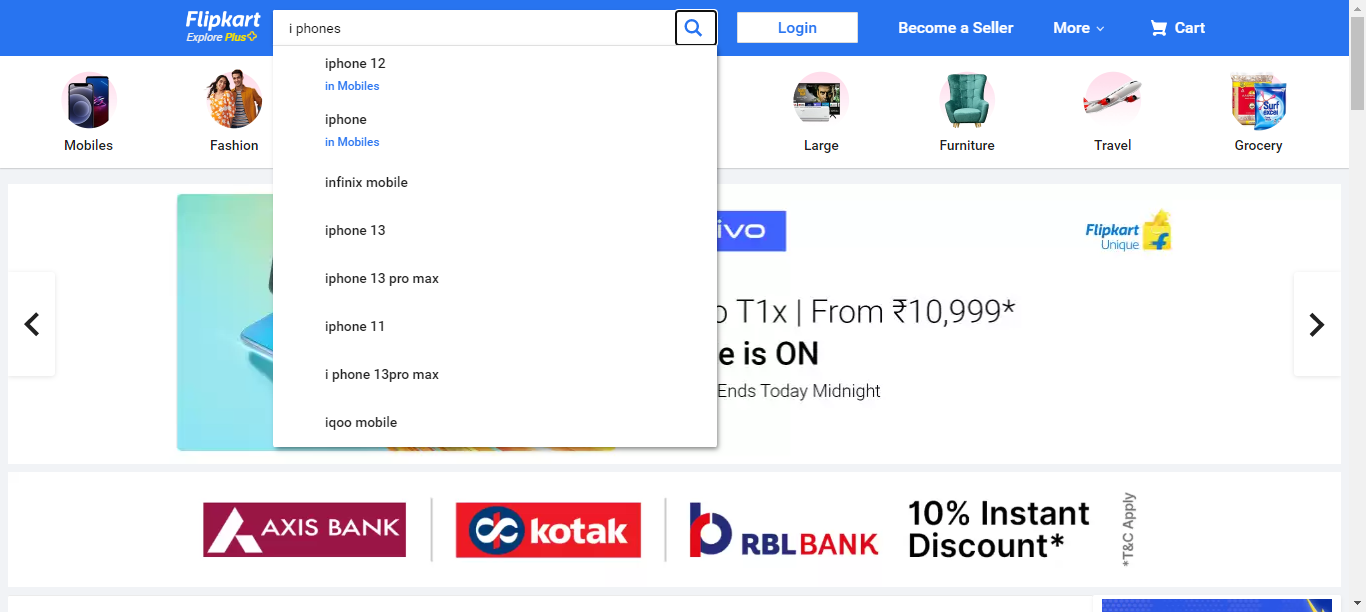 Flipkart
Explore Plus
i phones
Login
Become a Seller
More
Cart
iphone 12
in Mobiles
iphone
in Mobiles
infinix mobile
iphone 13
iphone 13 pro max
iphone 11
i phone 13pro max
iqoo mobile
Mobiles
Fashion
Large
Furniture
Travel
Grocery
Surf excel
Flipkart
Unique
T1x | From ₹10,999*
is ON
Ends Today Midnight
AXIS BANK
kotak
RBL BANK
10% Instant
Discount*
*T&C Apply